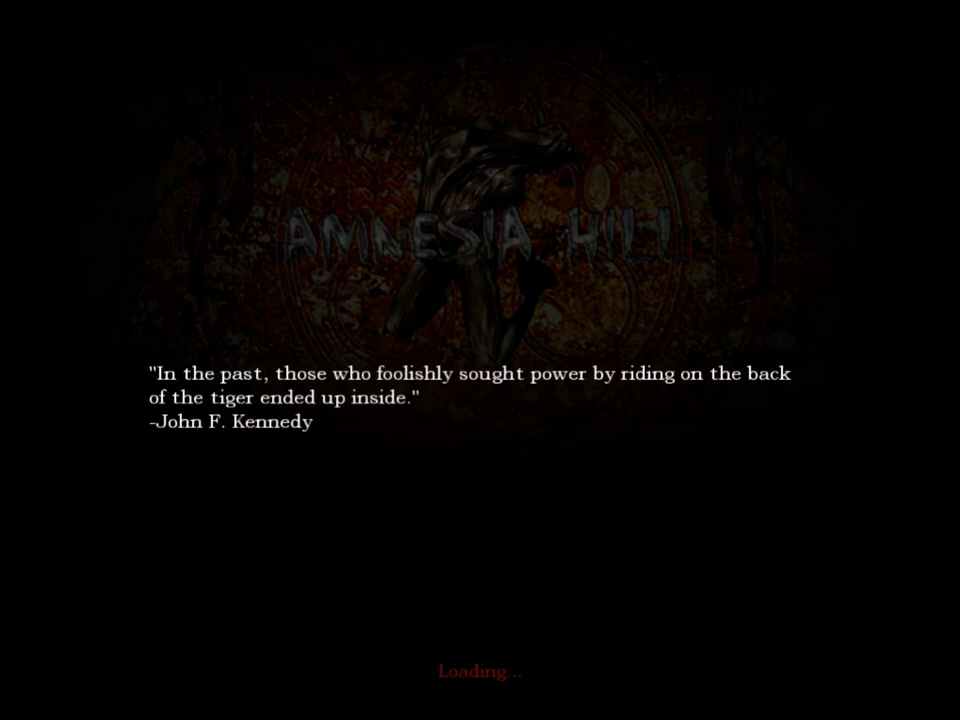 AMNESIA HILL
"In the past, those who foolishly sought power by riding on the back
of the tiger ended up inside."
-John F. Kennedy
Loading ..